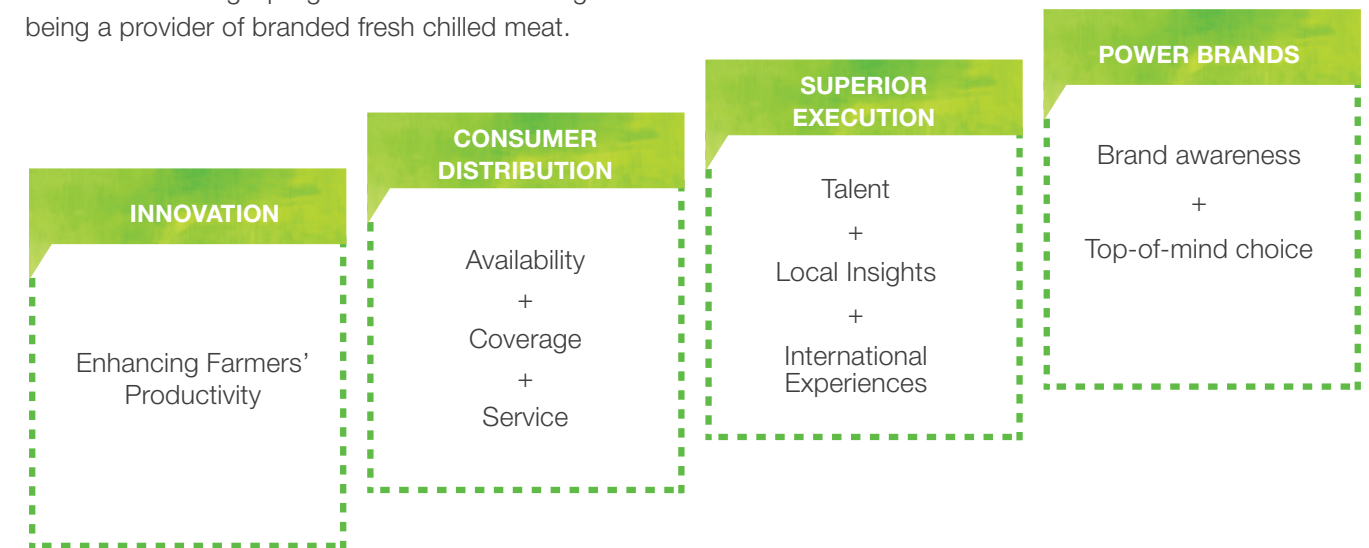 being a provider of branded fresh chilled meat.
INNOVATION
Enhancing Farmers’
Productivity
CONSUMER
DISTRIBUTION
Availability
+
Coverage
+
Service
SUPERIOR
EXECUTION
Talent
+
Local Insights
+
International
Experiences
POWER BRANDS
Brand awareness
+
Top-of-mind choice